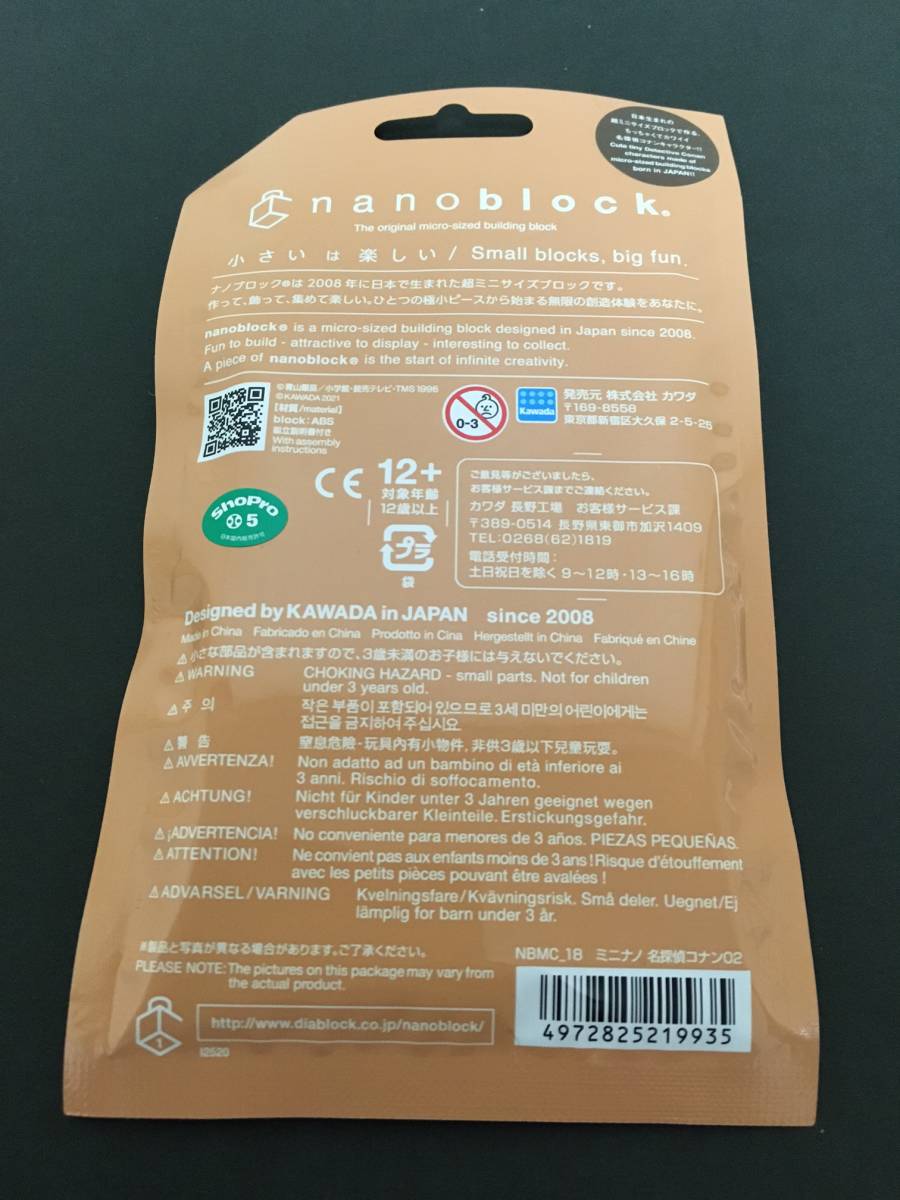 日本生まれの
超ミニサイズブロックで作る、
ちっちゃくてカワイイ
名探偵コナンキャラクター!!
Cute tiny Detective Conan
characters made of
micro-sized building blocks
born in JAPAN!!
nanoblock®
The original micro-sized building block
小さい は 楽しい / Small blocks, big fun.
ナノブロック®は 2008 年に日本で生まれた超ミニサイズブロックです。
作って、飾って、集めて楽しい。ひとつの極小ピースから始まる無限の創造体験をあなたに。
nanoblock® is a micro-sized building block designed in Japan since 2008.
Fun to build - attractive to display - interesting to collect.
A piece of nanoblock® is the start of infinite creativity.
©青山剛昌／小学館・読売テレビ・TMS 1996
©KAWADA 2021
【材質/material】
block : ABS
組立説明書付き
With assembly
instructions
0-3
Kawada
発売元 株式会社 カワダ
〒169-8558
東京都新宿区大久保 2-5-25
ShoPro
5
日本国内販売許可
CE
12+
対象年齢
12歳以上
プラ
袋
ご意見等がございましたら、
お客様サービス課までご連絡ください。
カワダ 長野工場 お客様サービス課
〒389-0514 長野県東御市加沢1409
TEL:0268(62)1819
電話受付時間：
土日祝日を除く 9〜12時・13〜16時
Designed by KAWADA in JAPAN since 2008
Made in China Fabricado en China Prodotto in Cina Hergestellt in China Fabriqué en Chine
⚠小さな部品が含まれますので、3歳未満のお子様には与えないでください。
⚠WARNING CHOKING HAZARD - small parts. Not for children
under 3 years old.
⚠주 의 작은 부품이 포함되어 있으므로 3세 미만의 어린이에게는
접근을 금지하여 주십시요
⚠警 告 窒息危險 - 玩具内有小物件，非供3歲以下兒童玩耍。
⚠AVVERTENZA! Non adatto ad un bambino di età inferiore ai
3 anni. Rischio di soffocamento.
⚠ACHTUNG! Nicht für Kinder unter 3 Jahren geeignet wegen
verschluckbarer Kleinteile. Erstickungsgefahr.
⚠¡ADVERTENCIA! No conveniente para menores de 3 años. PIEZAS PEQUEÑAS.
⚠ATTENTION! Ne convient pas aux enfants moins de 3 ans ! Risque d'étouffement
avec les petits pièces pouvant être avalées !
⚠ADVARSEL / VARNING Kvelningsfare / Kvävningsrisk. Små deler. Uegnet/Ej
lämplig for barn under 3 år.
※製品と写真が異なる場合があります。ご了承ください。
PLEASE NOTE: The pictures on this package may vary from
the actual product.
NBMC_18 ミニナノ 名探偵コナン02
1
http://www.diablock.co.jp/nanoblock/
I2520
4972825219935